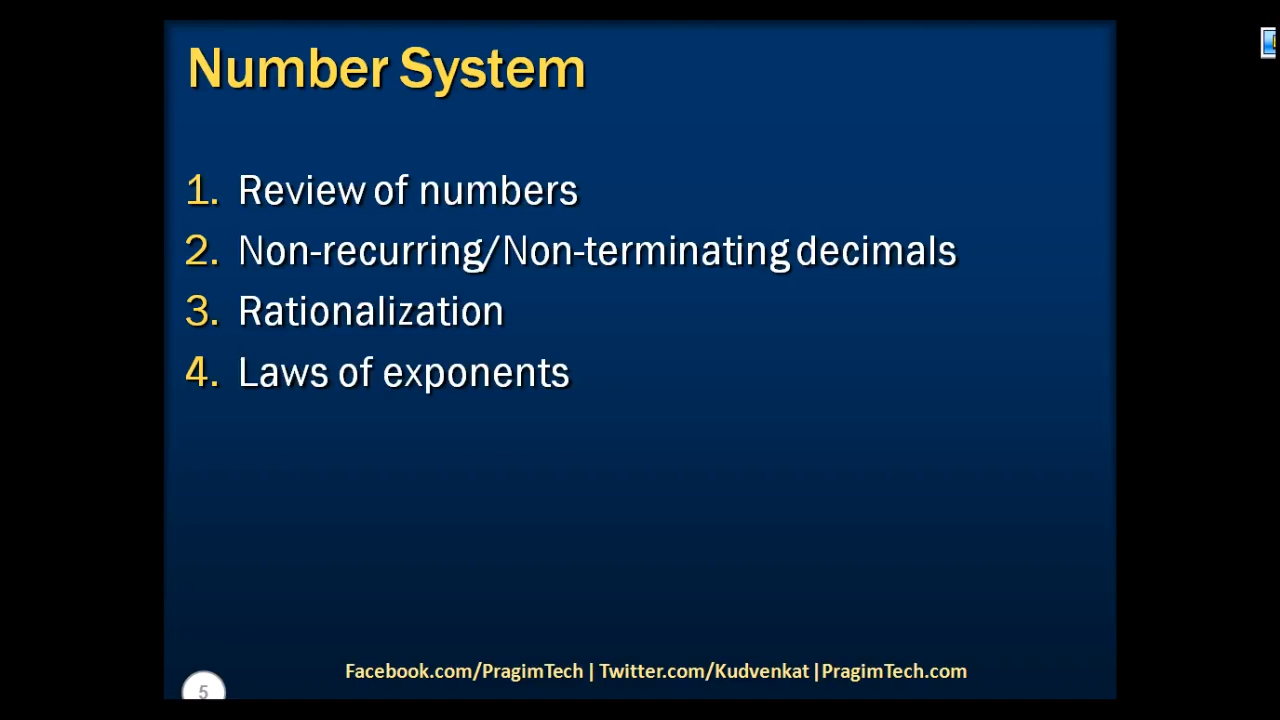 Number System
1. Review of numbers
2. Non-recurring/Non-terminating decimals
3. Rationalization
4. Laws of exponents
Facebook.com/PragimTech | Twitter.com/Kudvenkat |PragimTech.com
5